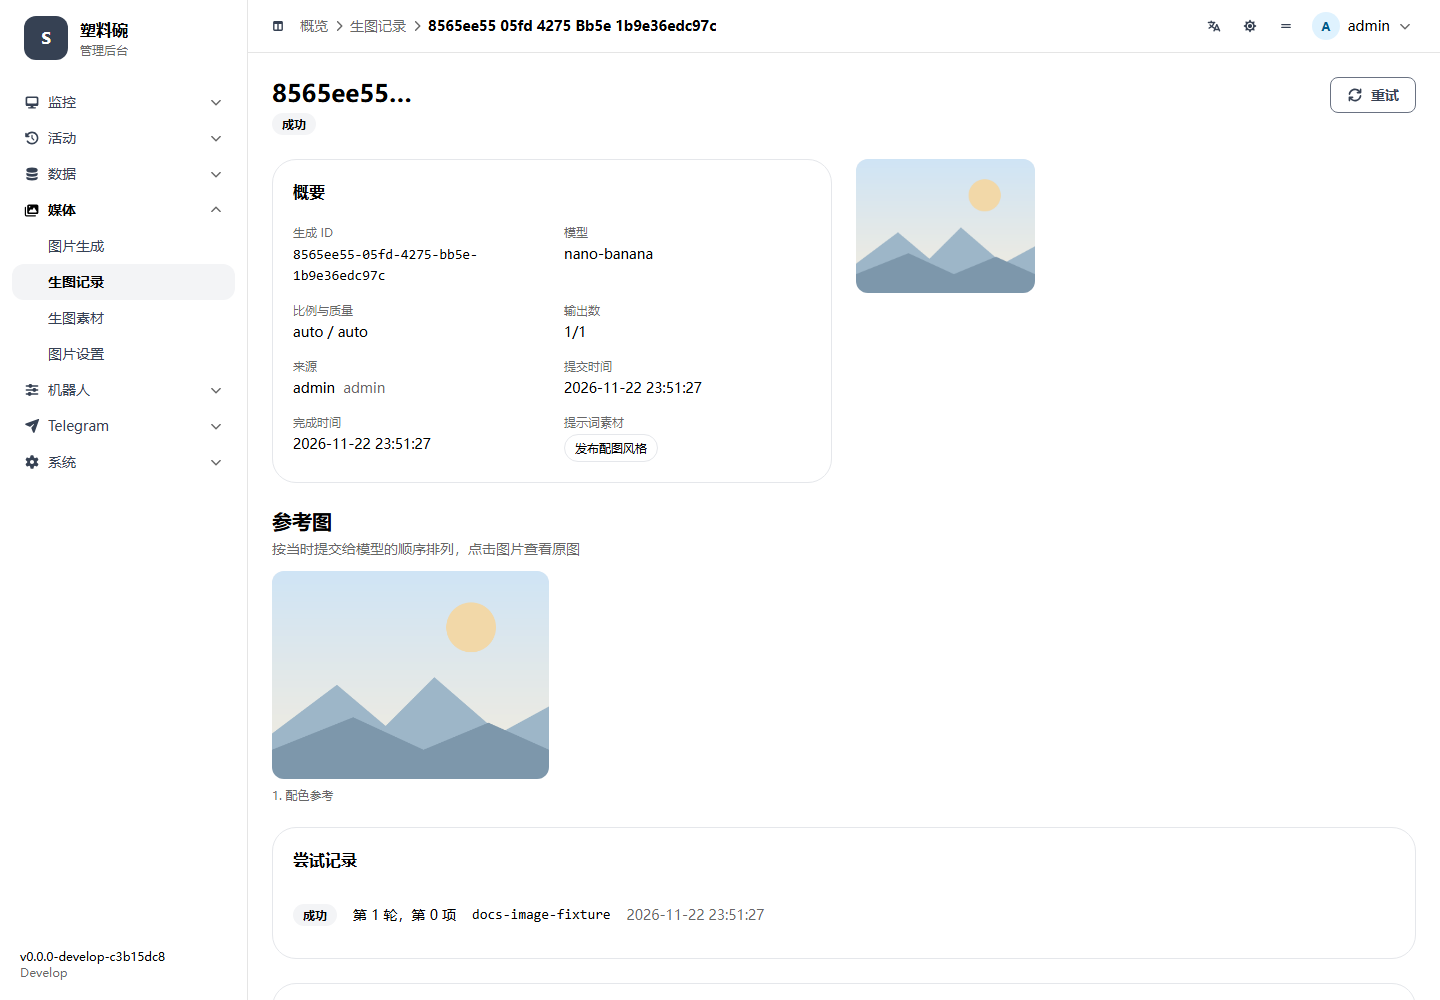 S
塑料碗
管理后台
监控
活动
数据
媒体
图片生成
生图记录
生图素材
图片设置
机器人
Telegram
系统
v0.0.0-develop-c3b15dc8
Develop
概览 > 生图记录 > 8565ee55 05fd 4275 Bb5e 1b9e36edc97c
A admin
8565ee55...
成功
重试
概要
生成 ID
8565ee55-05fd-4275-bb5e-
1b9e36edc97c
模型
nano-banana
比例与质量
auto / auto
输出数
1/1
来源
admin admin
提交时间
2026-11-22 23:51:27
完成时间
2026-11-22 23:51:27
提示词素材
发布配图风格
参考图
按当时提交给模型的顺序排列，点击图片查看原图
1. 配色参考
尝试记录
成功 第 1 轮，第 0 项 docs-image-fixture 2026-11-22 23:51:27